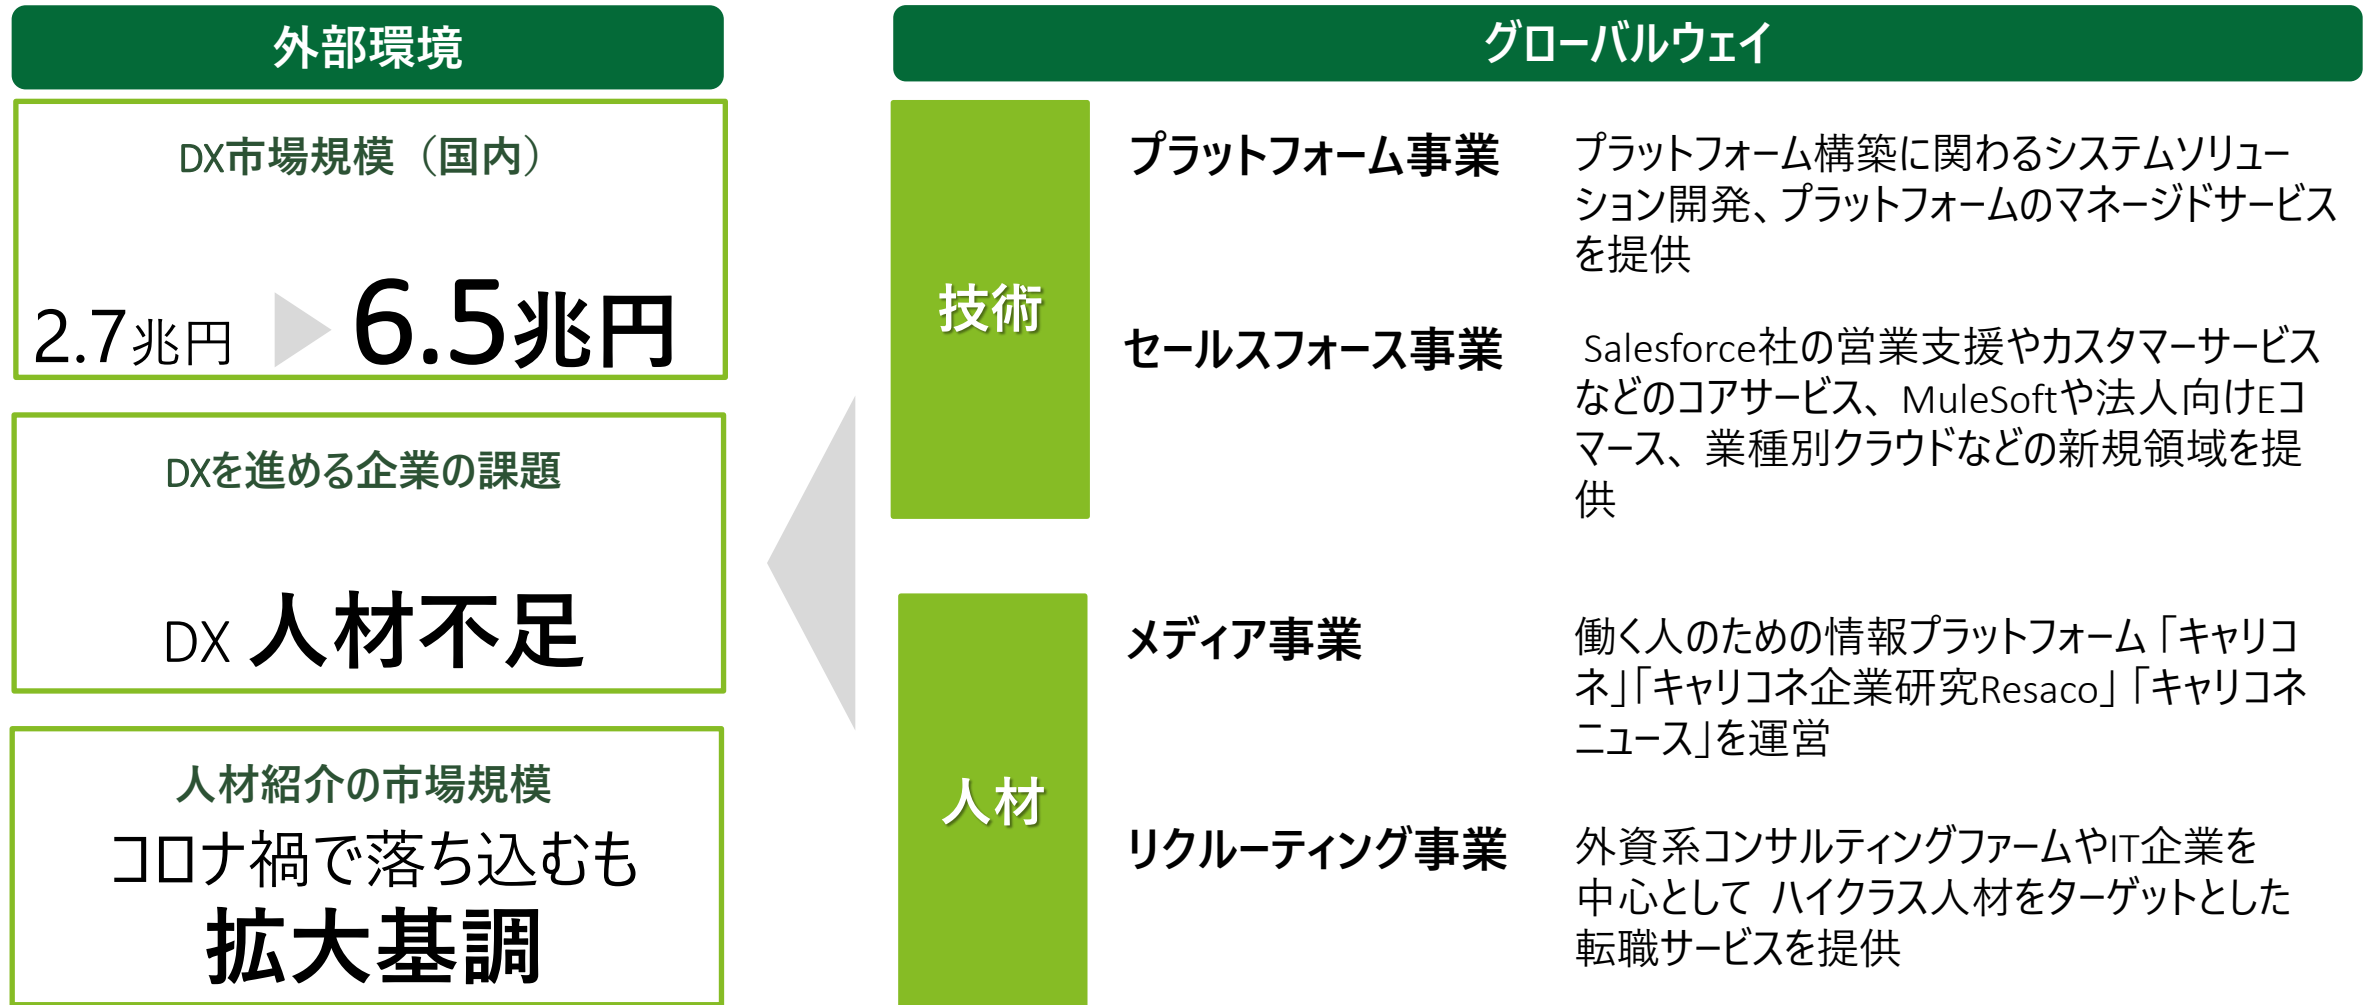 外部環境
DX市場規模（国内）
2.7兆円 6.5兆円
DXを進める企業の課題
DX 人材不足
人材紹介の市場規模
コロナ禍で落ち込むも
拡大基調
グローバルウェイ
技術
プラットフォーム事業
プラットフォーム構築に関わるシステムソリュー
ション開発、プラットフォームのマネージドサービス
を提供
セールスフォース事業
Salesforce社の営業支援やカスタマーサービス
などのコアサービス、MuleSoftや法人向けEコ
マース、業種別クラウドなどの新規領域を提
供
人材
メディア事業
働く人のための情報プラットフォーム「キャリコ
ネ」「キャリコネ企業研究Resaco」「キャリコネ
ニュース」を運営
リクルーティング事業
外資系コンサルティングファームやIT企業を
中心として ハイクラス人材をターゲットとした
転職サービスを提供